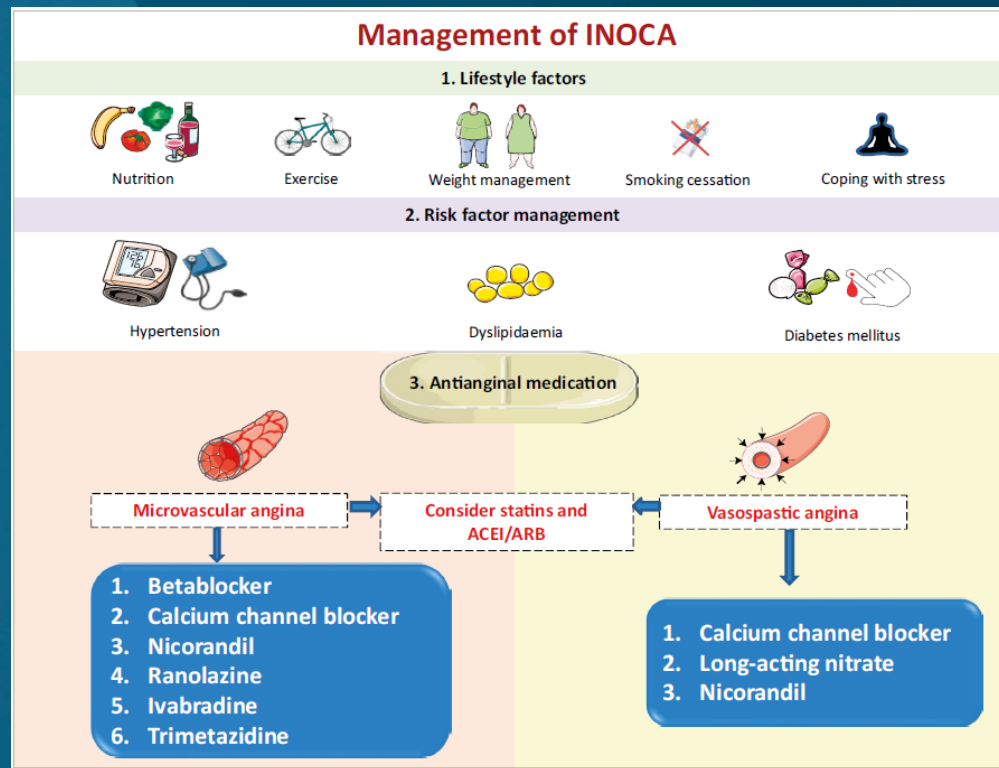 Management of INOCA
1. Lifestyle factors
Nutrition
Exercise
Weight management
Smoking cessation
Coping with stress
2. Risk factor management
Hypertension
Dyslipidaemia
Diabetes mellitus
3. Antianginal medication
Microvascular angina
Consider statins and
ACEI/ARB
Vasospastic angina
1. Betablocker
2. Calcium channel blocker
3. Nicorandil
4. Ranolazine
5. Ivabradine
6. Trimetazidine
1. Calcium channel blocker
2. Long-acting nitrate
3. Nicorandil